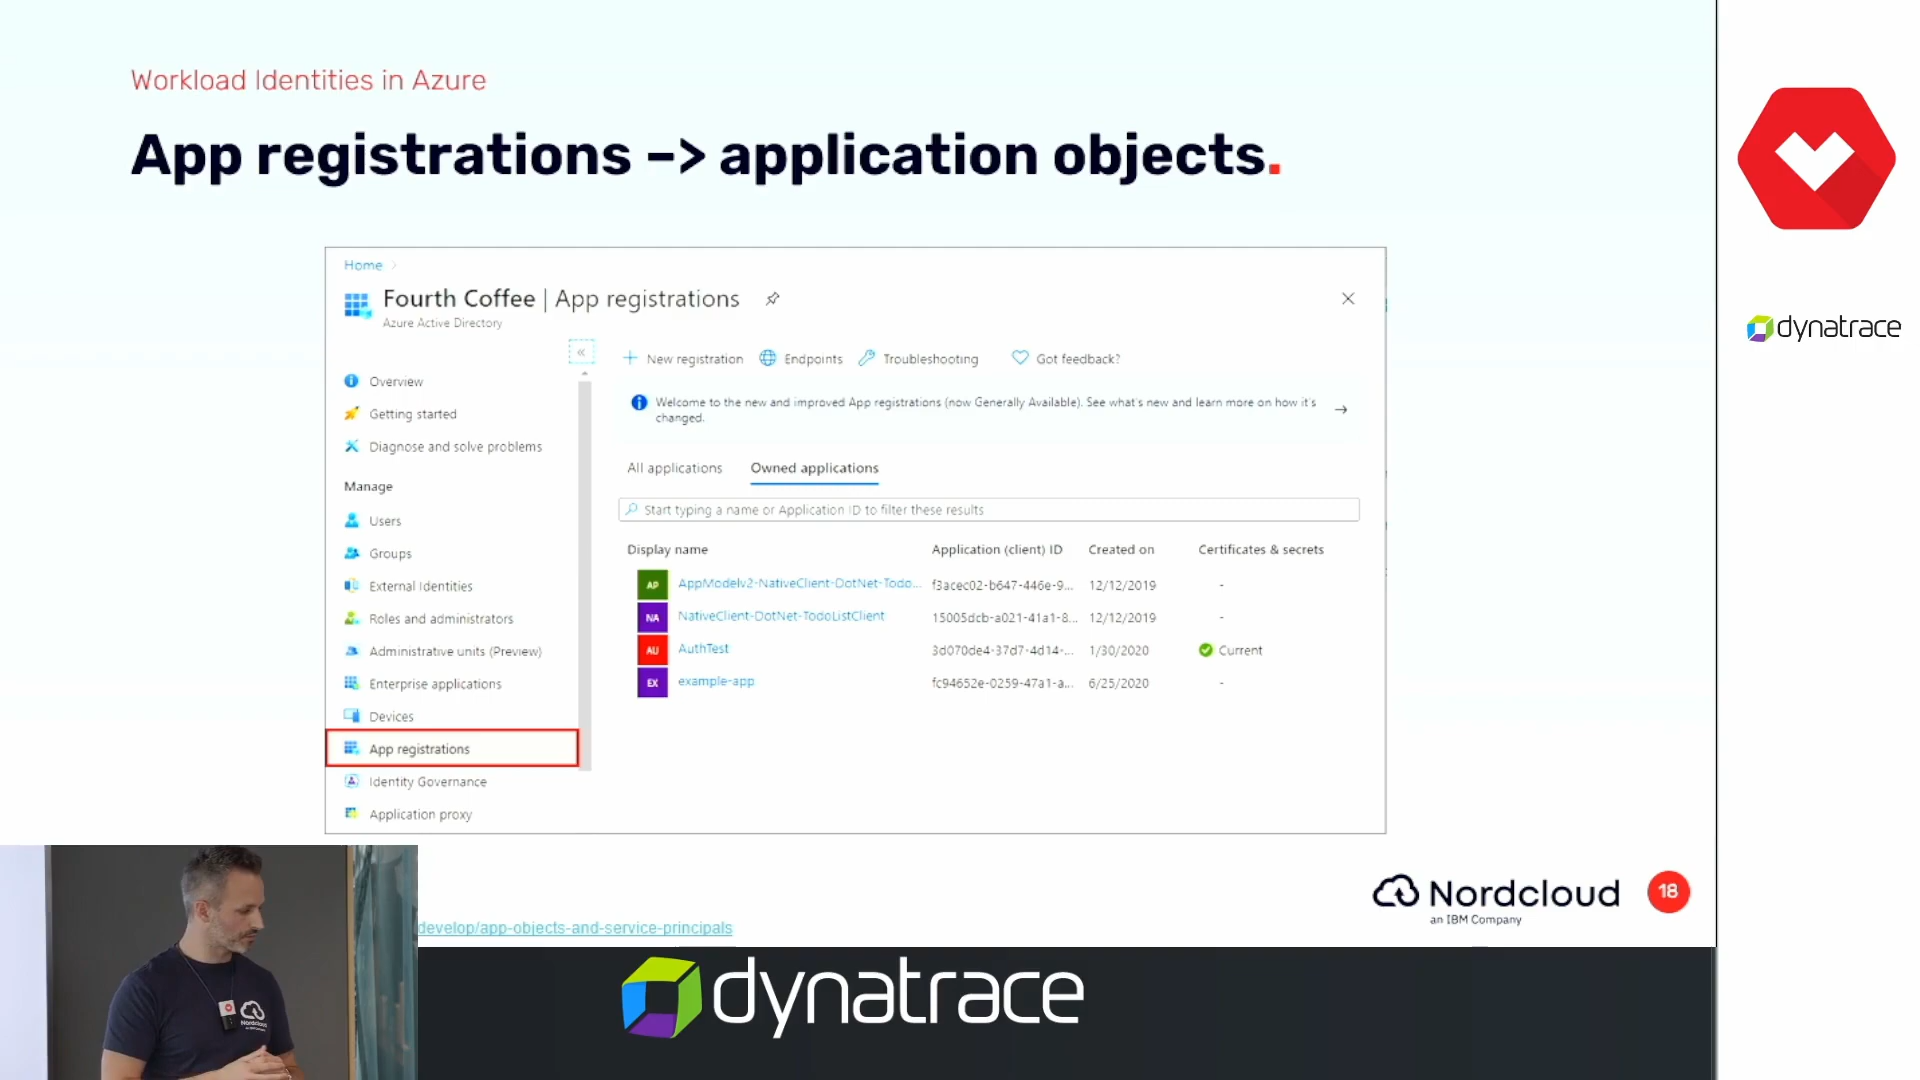 Workload Identities in Azure
App registrations –> application objects.
Home
Fourth Coffee | App registrations
Azure Active Directory
«
Overview
Getting started
Diagnose and solve problems
Manage
Users
Groups
External Identities
Roles and administrators
Administrative units (Preview)
Enterprise applications
Devices
App registrations
Identity Governance
Application proxy
New registration Endpoints Troubleshooting Got feedback?
Welcome to the new and improved App registrations (now Generally Available). See what's new and learn more on how it's
changed.
All applications Owned applications
Start typing a name or Application ID to filter these results
Display name Application (client) ID Created on Certificates & secrets
AP AppModelv2-NativeClient-DotNet-Todo... f3acec02-b647-446e-9... 12/12/2019 -
NA NativeClient-DotNet-TodoListClient 15005dcb-a021-41a1-8... 12/12/2019 -
AU AuthTest 3d070de4-37d7-4d14-... 1/30/2020 Current
EX example-app fc94652e-0259-47a1-a... 6/25/2020 -
Nordcloud
an IBM Company
18
develop/app-objects-and-service-principals
dynatrace
dynatrace
Nordcloud